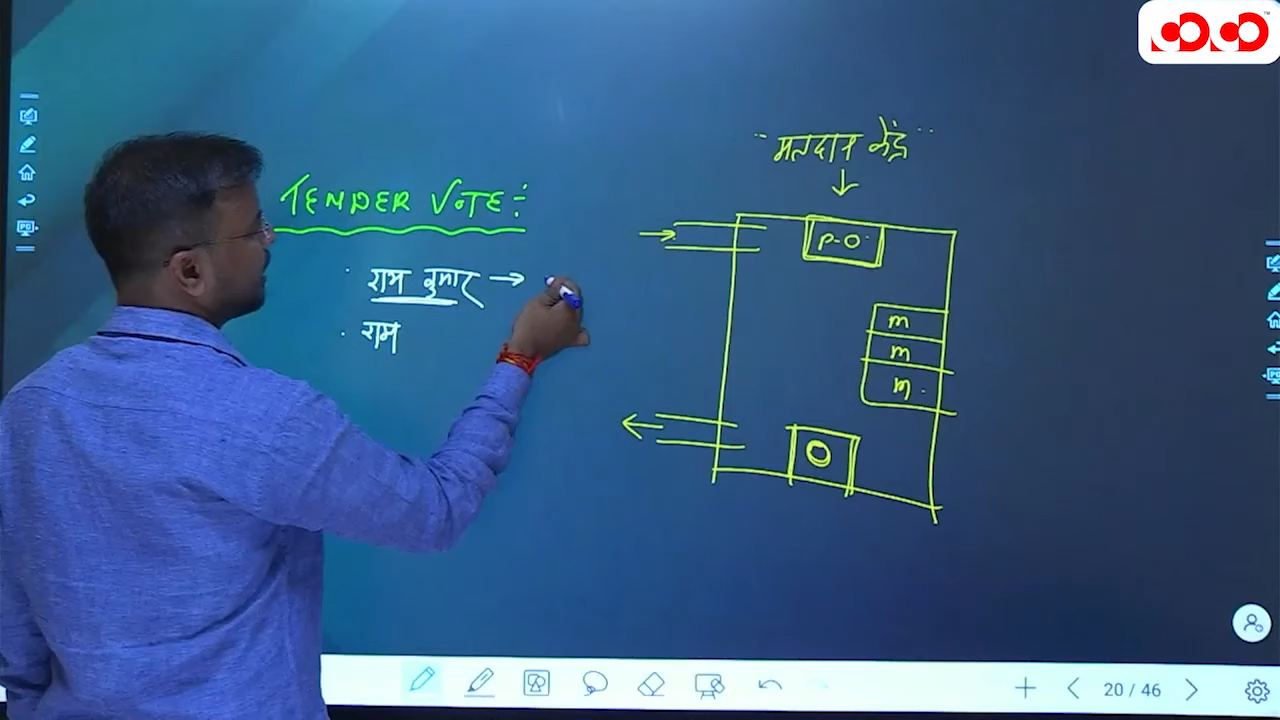 TENDER VOTE:-
· राम कुमार →
· राम
" मतदान केंद्र "
P.O.
m
m
m.
O
20 / 46